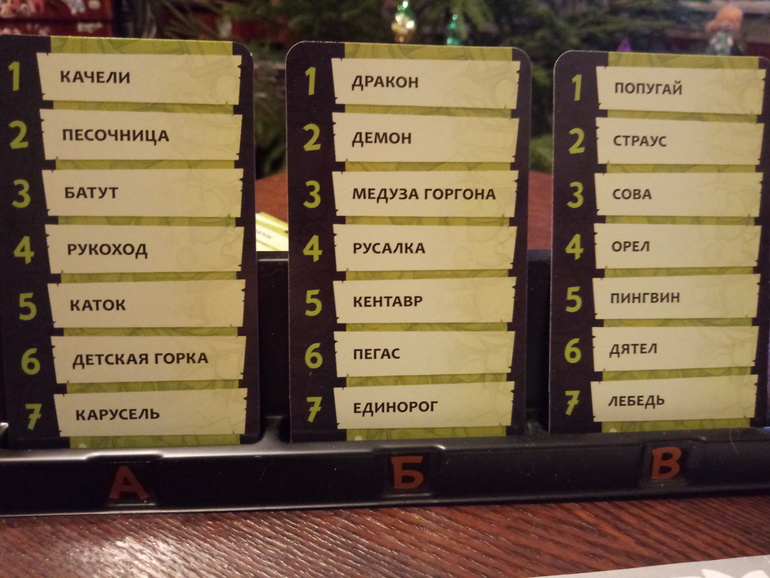 1 КАЧЕЛИ
2 ПЕСОЧНИЦА
3 БАТУТ
4 РУКОХОД
5 КАТОК
6 ДЕТСКАЯ ГОРКА
7 КАРУСЕЛЬ
А
1 ДРАКОН
2 ДЕМОН
3 МЕДУЗА ГОРГОНА
4 РУСАЛКА
5 КЕНТАВР
6 ПЕГАС
7 ЕДИНОРОГ
Б
1 ПОПУГАЙ
2 СТРАУС
3 СОВА
4 ОРЕЛ
5 ПИНГВИН
6 ДЯТЕЛ
7 ЛЕБЕДЬ
В